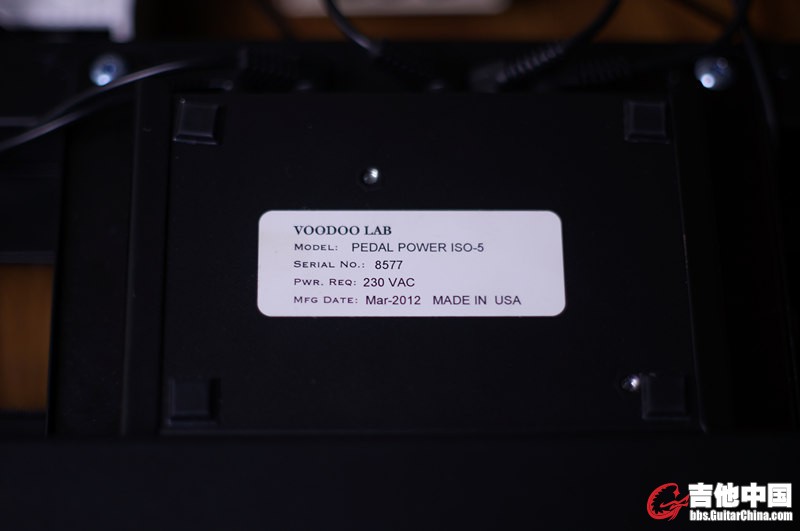 VOODOO LAB
MODEL: PEDAL POWER ISO-5
SERIAL NO.: 8577
PWR. REQ: 230 VAC
MFG DATE: Mar-2012 MADE IN USA
吉他中国
bbs.GuitarChina.com